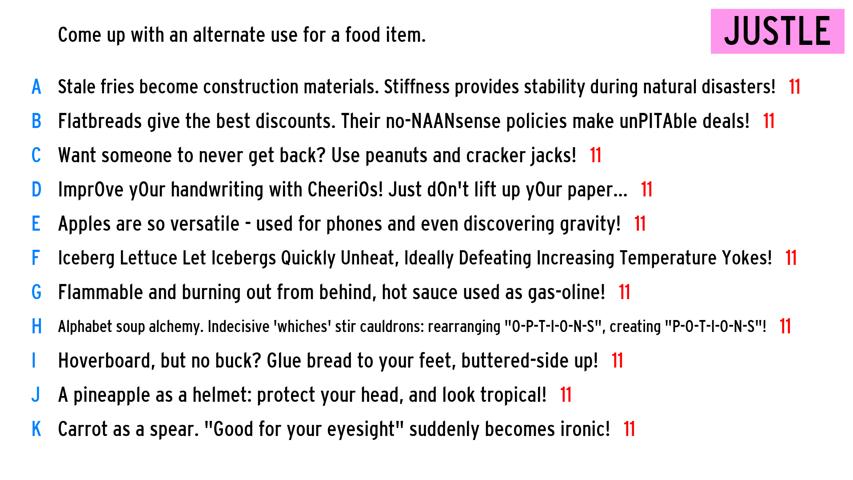 Come up with an alternate use for a food item.
JUSTLE
A Stale fries become construction materials. Stiffness provides stability during natural disasters! 11
B Flatbreads give the best discounts. Their no-NAANsense policies make unPITAble deals! 11
C Want someone to never get back? Use peanuts and cracker jacks! 11
D ImprOve yOur handwriting with CheeriOs! Just dOn't lift up yOur paper... 11
E Apples are so versatile - used for phones and even discovering gravity! 11
F Iceberg Lettuce Let Icebergs Quickly Unheat, Ideally Defeating Increasing Temperature Yokes! 11
G Flammable and burning out from behind, hot sauce used as gas-oline! 11
H Alphabet soup alchemy. Indecisive 'whiches' stir cauldrons: rearranging "O-P-T-I-O-N-S", creating "P-O-T-I-O-N-S"! 11
I Hoverboard, but no buck? Glue bread to your feet, buttered-side up! 11
J A pineapple as a helmet: protect your head, and look tropical! 11
K Carrot as a spear. "Good for your eyesight" suddenly becomes ironic! 11